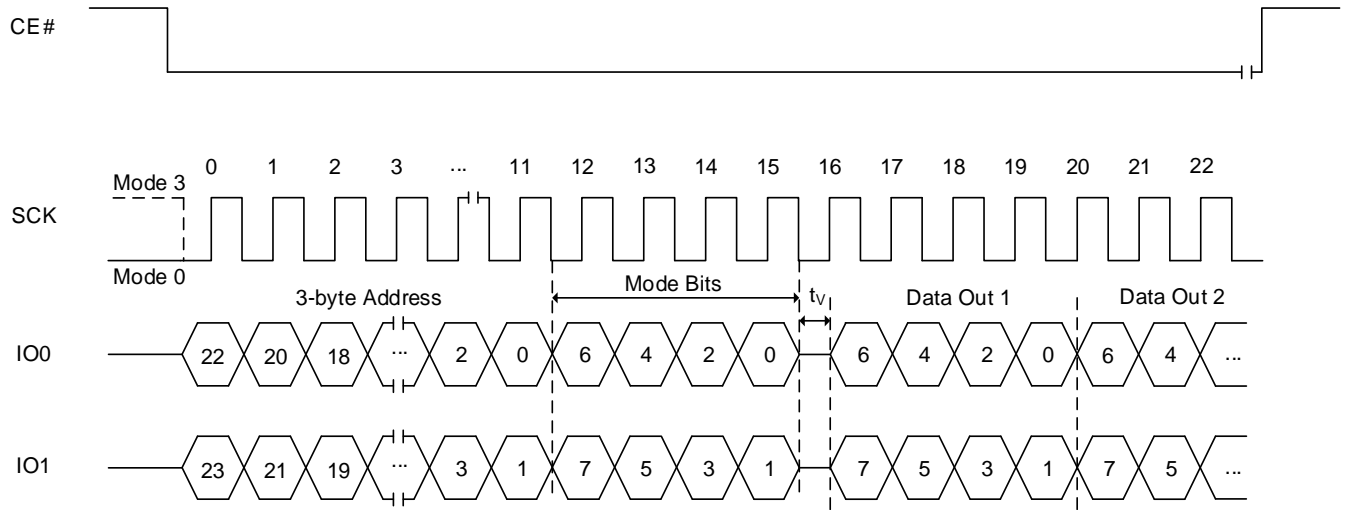 CE#
0 1 2 3 ... 11 12 13 14 15 16 17 18 19 20 21 22
Mode 3
SCK
Mode 0
3-byte Address Mode Bits tV Data Out 1 Data Out 2
IO0 22 20 18 ... 2 0 6 4 2 0 6 4 2 0 6 4 ...
IO1 23 21 19 ... 3 1 7 5 3 1 7 5 3 1 7 5 ...